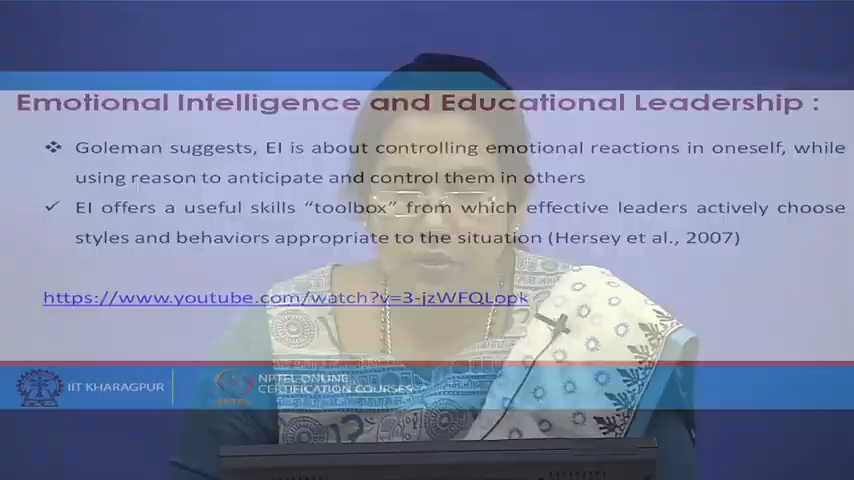 Emotional Intelligence and Educational Leadership :
❖ Goleman suggests, EI is about controlling emotional reactions in oneself, while
using reason to anticipate and control them in others
✓ EI offers a useful skills “toolbox” from which effective leaders actively choose
styles and behaviors appropriate to the situation (Hersey et al., 2007)
https://www.youtube.com/watch?v=3-jzWFQLopk
IIT KHARAGPUR
NPTEL ONLINE
CERTIFICATION COURSES